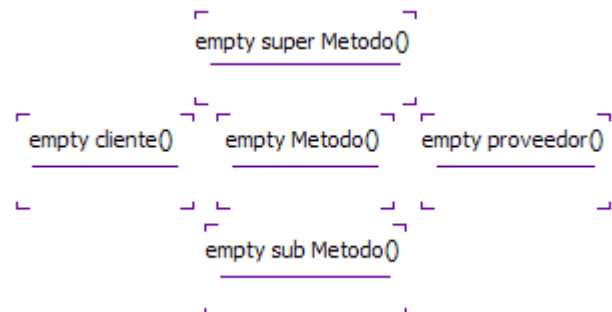 empty super Metodo()
empty cliente() empty Metodo() empty proveedor()
empty sub Metodo()